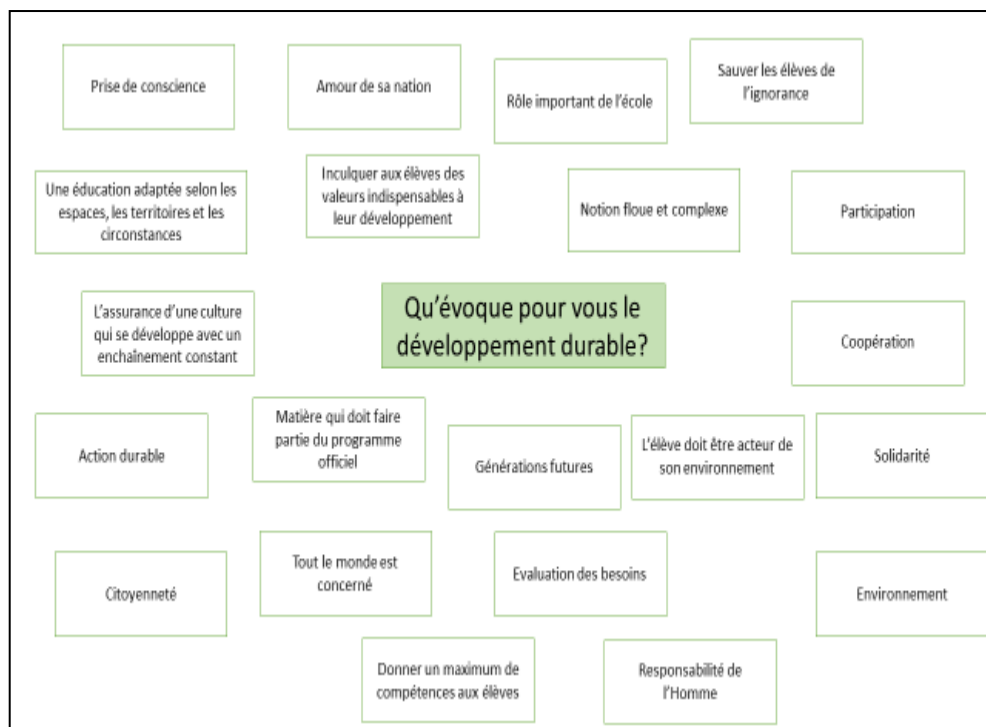 Prise de conscience
Amour de sa nation
Rôle important de l'école
Sauver les élèves de
l'ignorance
Une éducation adaptée selon les
espaces, les territoires et les
circonstances
Inculquer aux élèves des
valeurs indispensables à
leur développement
Notion floue et complexe
Participation
L'assurance d'une culture
qui se développe avec un
enchaînement constant
Qu'évoque pour vous le
développement durable?
Coopération
Action durable
Matière qui doit faire
partie du programme
officiel
Générations futures
L'élève doit être acteur de
son environnement
Solidarité
Citoyenneté
Tout le monde est
concerné
Evaluation des besoins
Environnement
Donner un maximum de
compétences aux élèves
Responsabilité de
l'Homme